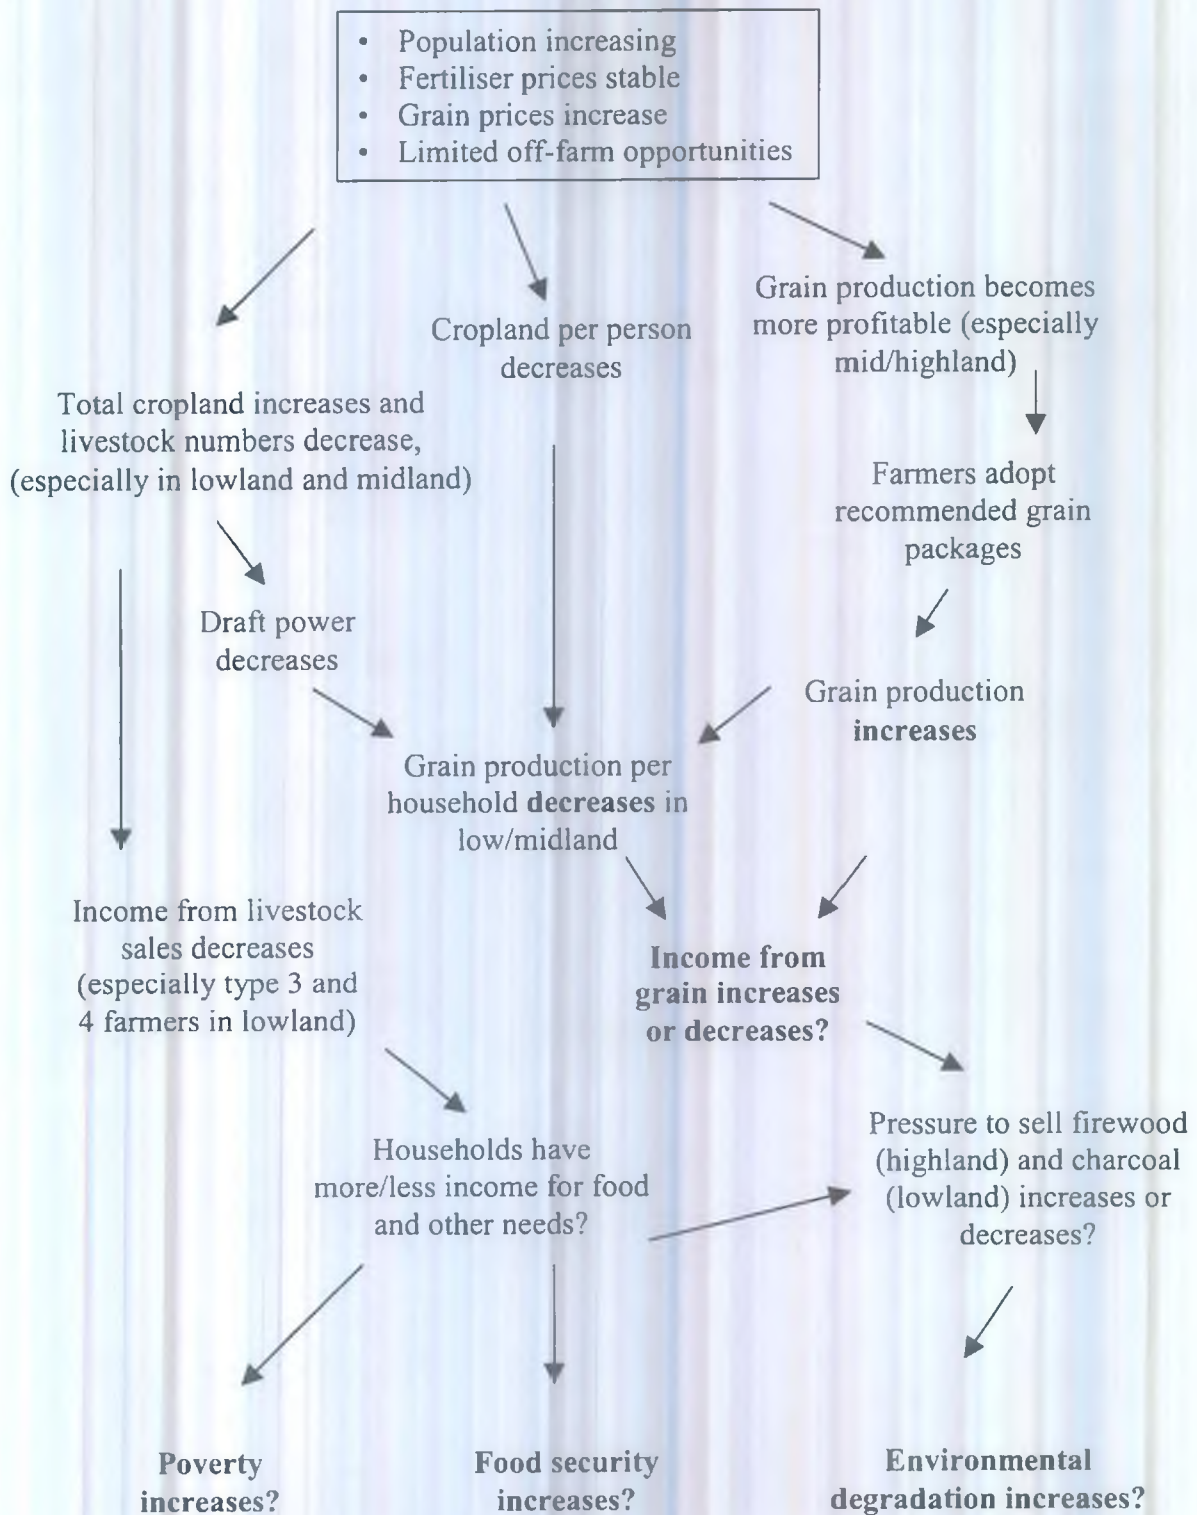 • Population increasing
• Fertiliser prices stable
• Grain prices increase
• Limited off-farm opportunities
Grain production becomes
more profitable (especially
mid/highland)
Cropland per person
decreases
Total cropland increases and
livestock numbers decrease,
(especially in lowland and midland)
Farmers adopt
recommended grain
packages
Draft power
decreases
Grain production
increases
Grain production per
household decreases in
low/midland
Income from livestock
sales decreases
(especially type 3 and
4 farmers in lowland)
Income from
grain increases
or decreases?
Pressure to sell firewood
(highland) and charcoal
(lowland) increases or
decreases?
Households have
more/less income for food
and other needs?
Poverty
increases?
Food security
increases?
Environmental
degradation increases?